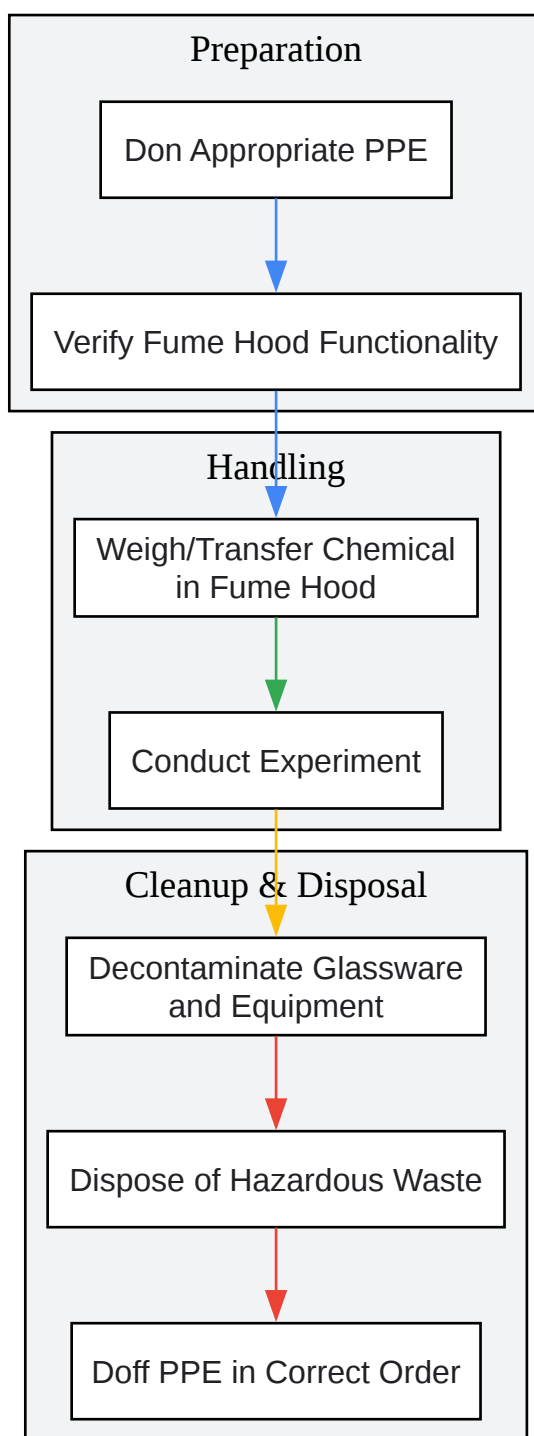 Preparation
Don Appropriate PPE
Verify Fume Hood Functionality
Handling
Weigh/Transfer Chemical
in Fume Hood
Conduct Experiment
Cleanup & Disposal
Decontaminate Glassware
and Equipment
Dispose of Hazardous Waste
Doff PPE in Correct Order